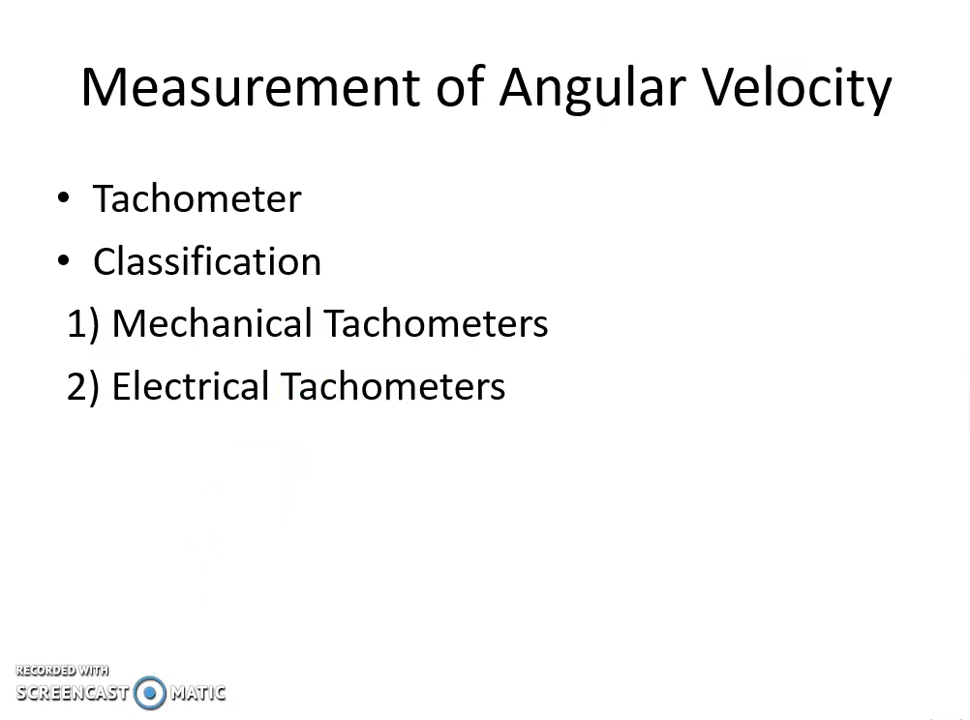 Measurement of Angular Velocity
• Tachometer
• Classification
1) Mechanical Tachometers
2) Electrical Tachometers
RECORDED WITH
SCREENCAST MATIC